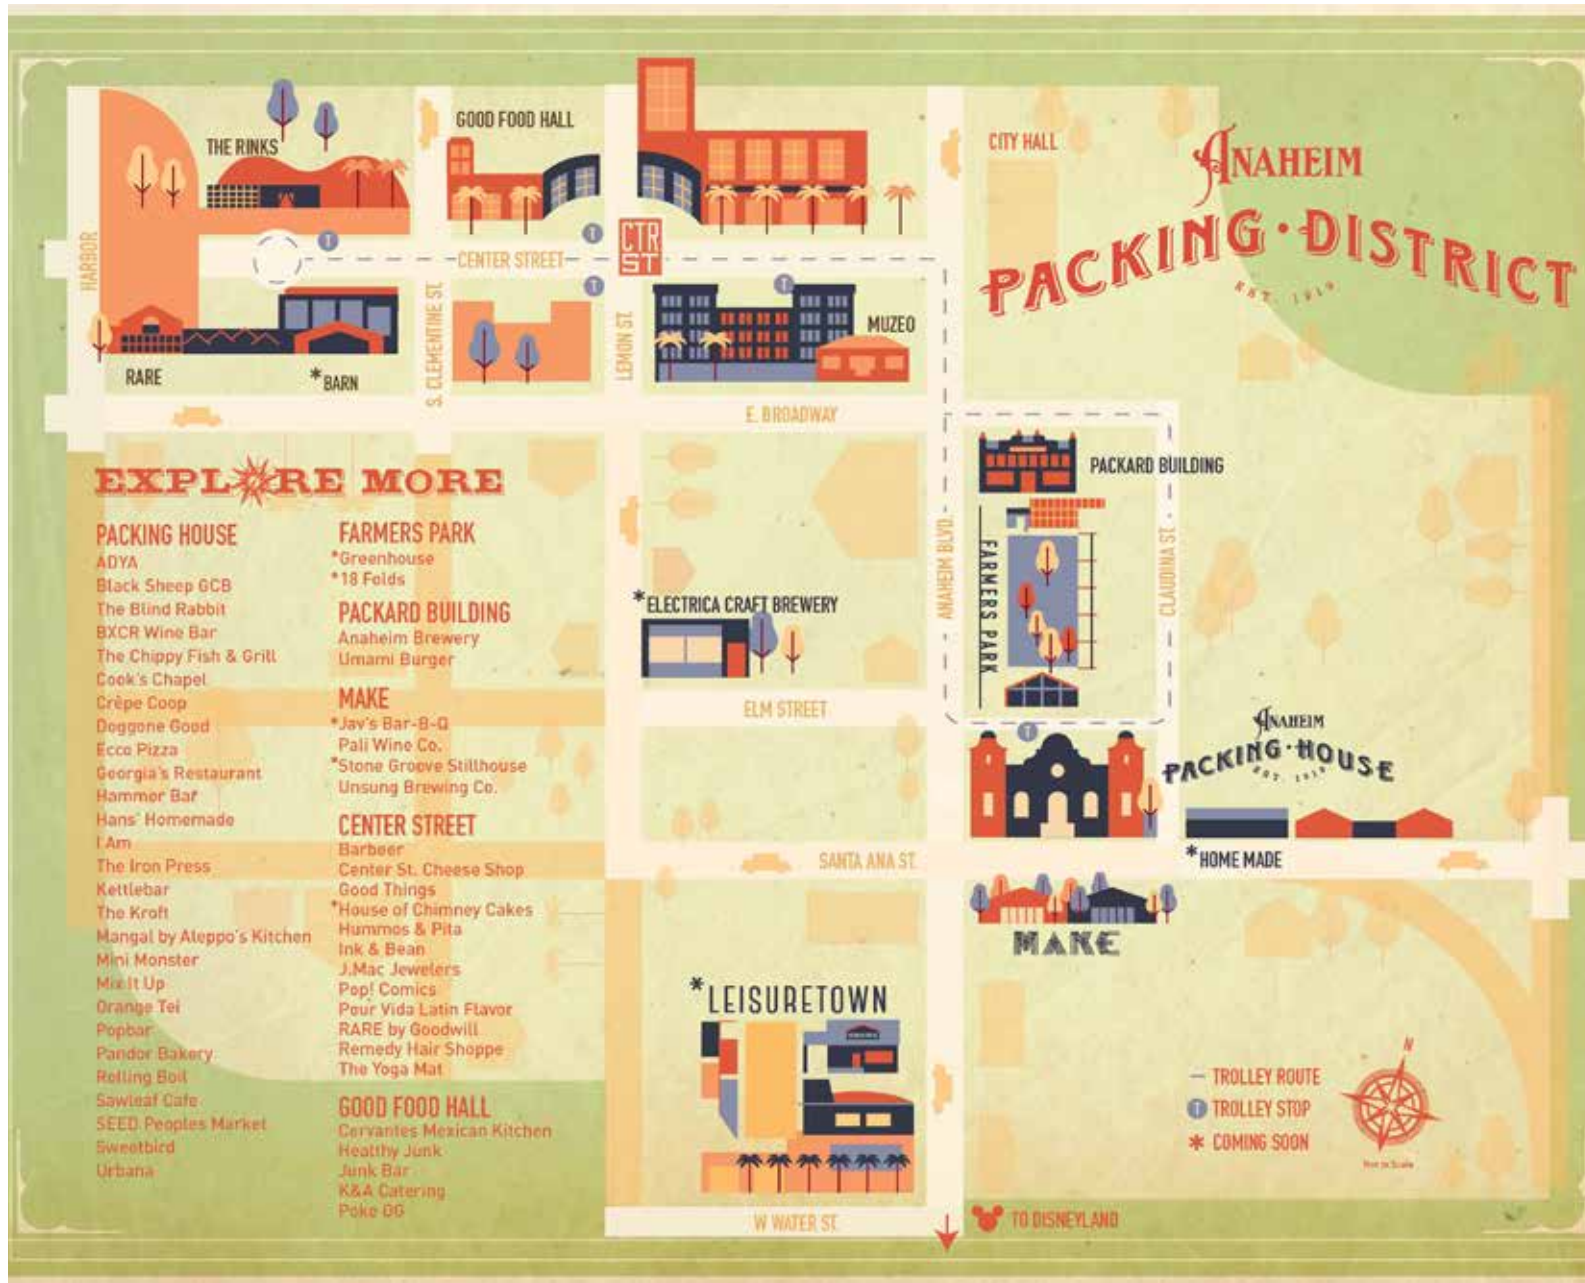 THE RINKS
GOOD FOOD HALL
CITY HALL
ANAHEIM
PACKING • DISTRICT
EST. 1919
HARBOR
CENTER STREET
CTR
ST
S. CLEMENTINE ST.
LEMON ST.
MUZEO
RARE
*BARN
E. BROADWAY
PACKARD BUILDING
ANAHEIM BLVD.
FARMERS PARK
CLAUDINA ST.
*ELECTRICA CRAFT BREWERY
ELM STREET
ANAHEIM
PACKING • HOUSE
EST. 1919
SANTA ANA ST.
*HOME MADE
MAKE
*LEISURETOWN
W WATER ST.
TO DISNEYLAND
EXPLORE MORE
PACKING HOUSE
ADYA
Black Sheep GCB
The Blind Rabbit
BXCR Wine Bar
The Chippy Fish & Grill
Cook's Chapel
Crêpe Coop
Doggone Good
Ecco Pizza
Georgia's Restaurant
Hammer Bar
Hans' Homemade
I Am
The Iron Press
Kettlebar
The Kroft
Mangal by Aleppo's Kitchen
Mini Monster
Mix It Up
Orange Tei
Popbar
Pandor Bakery
Rolling Boil
Sawleaf Cafe
SEED Peoples Market
Sweetbird
Urbana
FARMERS PARK
*Greenhouse
*18 Folds
PACKARD BUILDING
Anaheim Brewery
Umami Burger
MAKE
*Jav's Bar-B-Q
Pali Wine Co.
*Stone Groove Stillhouse
Unsung Brewing Co.
CENTER STREET
Barbeer
Center St. Cheese Shop
Good Things
*House of Chimney Cakes
Hummos & Pita
Ink & Bean
J.Mac Jewelers
Pop! Comics
Pour Vida Latin Flavor
RARE by Goodwill
Remedy Hair Shoppe
The Yoga Mat
GOOD FOOD HALL
Cervantes Mexican Kitchen
Healthy Junk
Junk Bar
K&A Catering
Poke OG
TROLLEY ROUTE
T TROLLEY STOP
* COMING SOON
N
Not to Scale
T
T
T
T
T